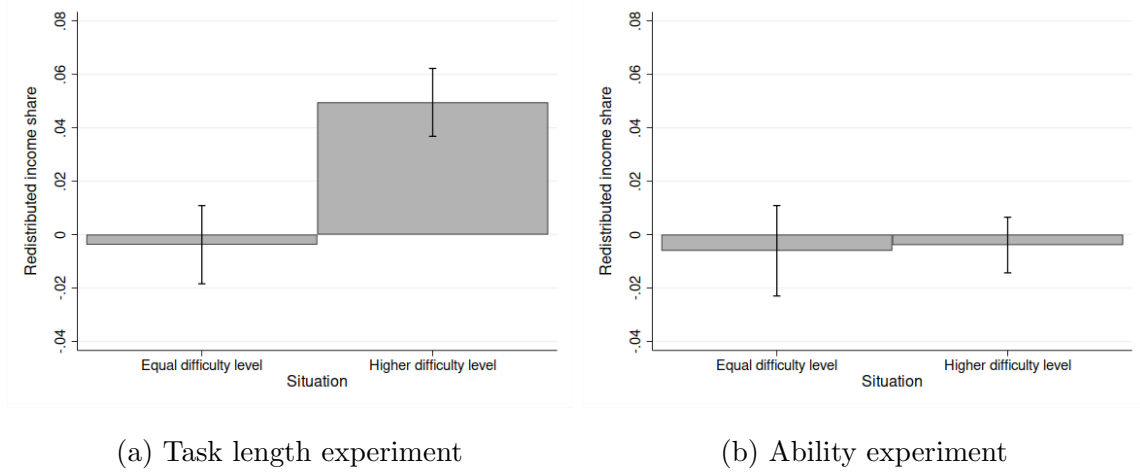 Redistributed income share
.08
.06
.04
.02
0
-.02
-.04
Equal difficulty level
Higher difficulty level
Situation
(a) Task length experiment
Redistributed income share
.08
.06
.04
.02
0
-.02
-.04
Equal difficulty level
Higher difficulty level
Situation
(b) Ability experiment